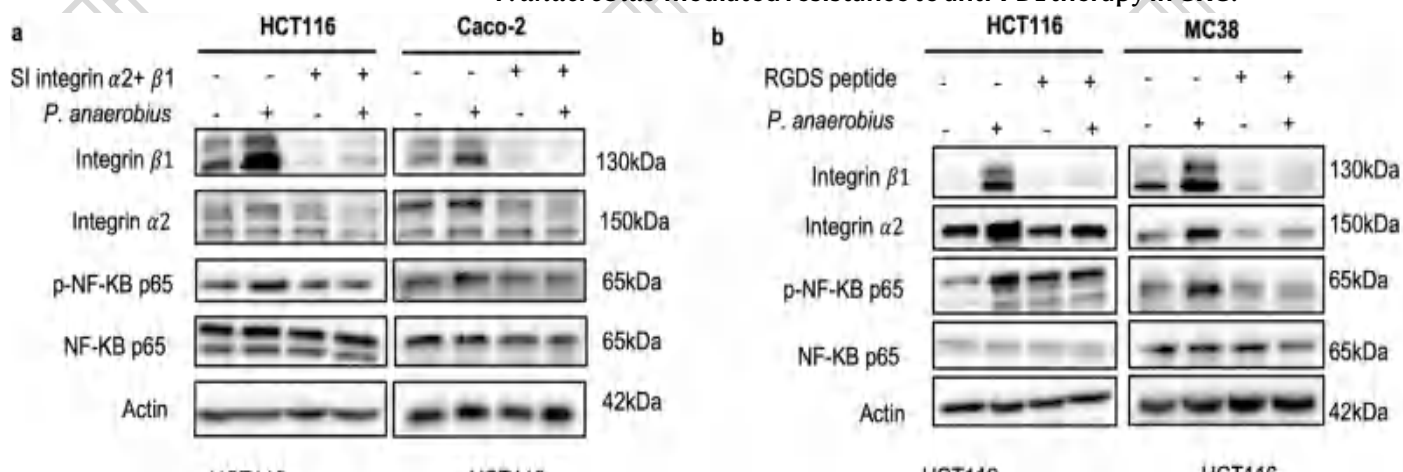 a
HCT116 Caco-2
SI integrin α2+ β1 - - + + - - + +
P. anaerobius - + - + - + - +
Integrin β1 130kDa
Integrin α2 150kDa
p-NF-KB p65 65kDa
NF-KB p65 65kDa
Actin 42kDa
b
HCT116 MC38
RGDS peptide - - + + - - + +
P. anaerobius - + - + - + - +
Integrin β1 130kDa
Integrin α2 150kDa
p-NF-KB p65 65kDa
NF-KB p65 65kDa
Actin 42kDa